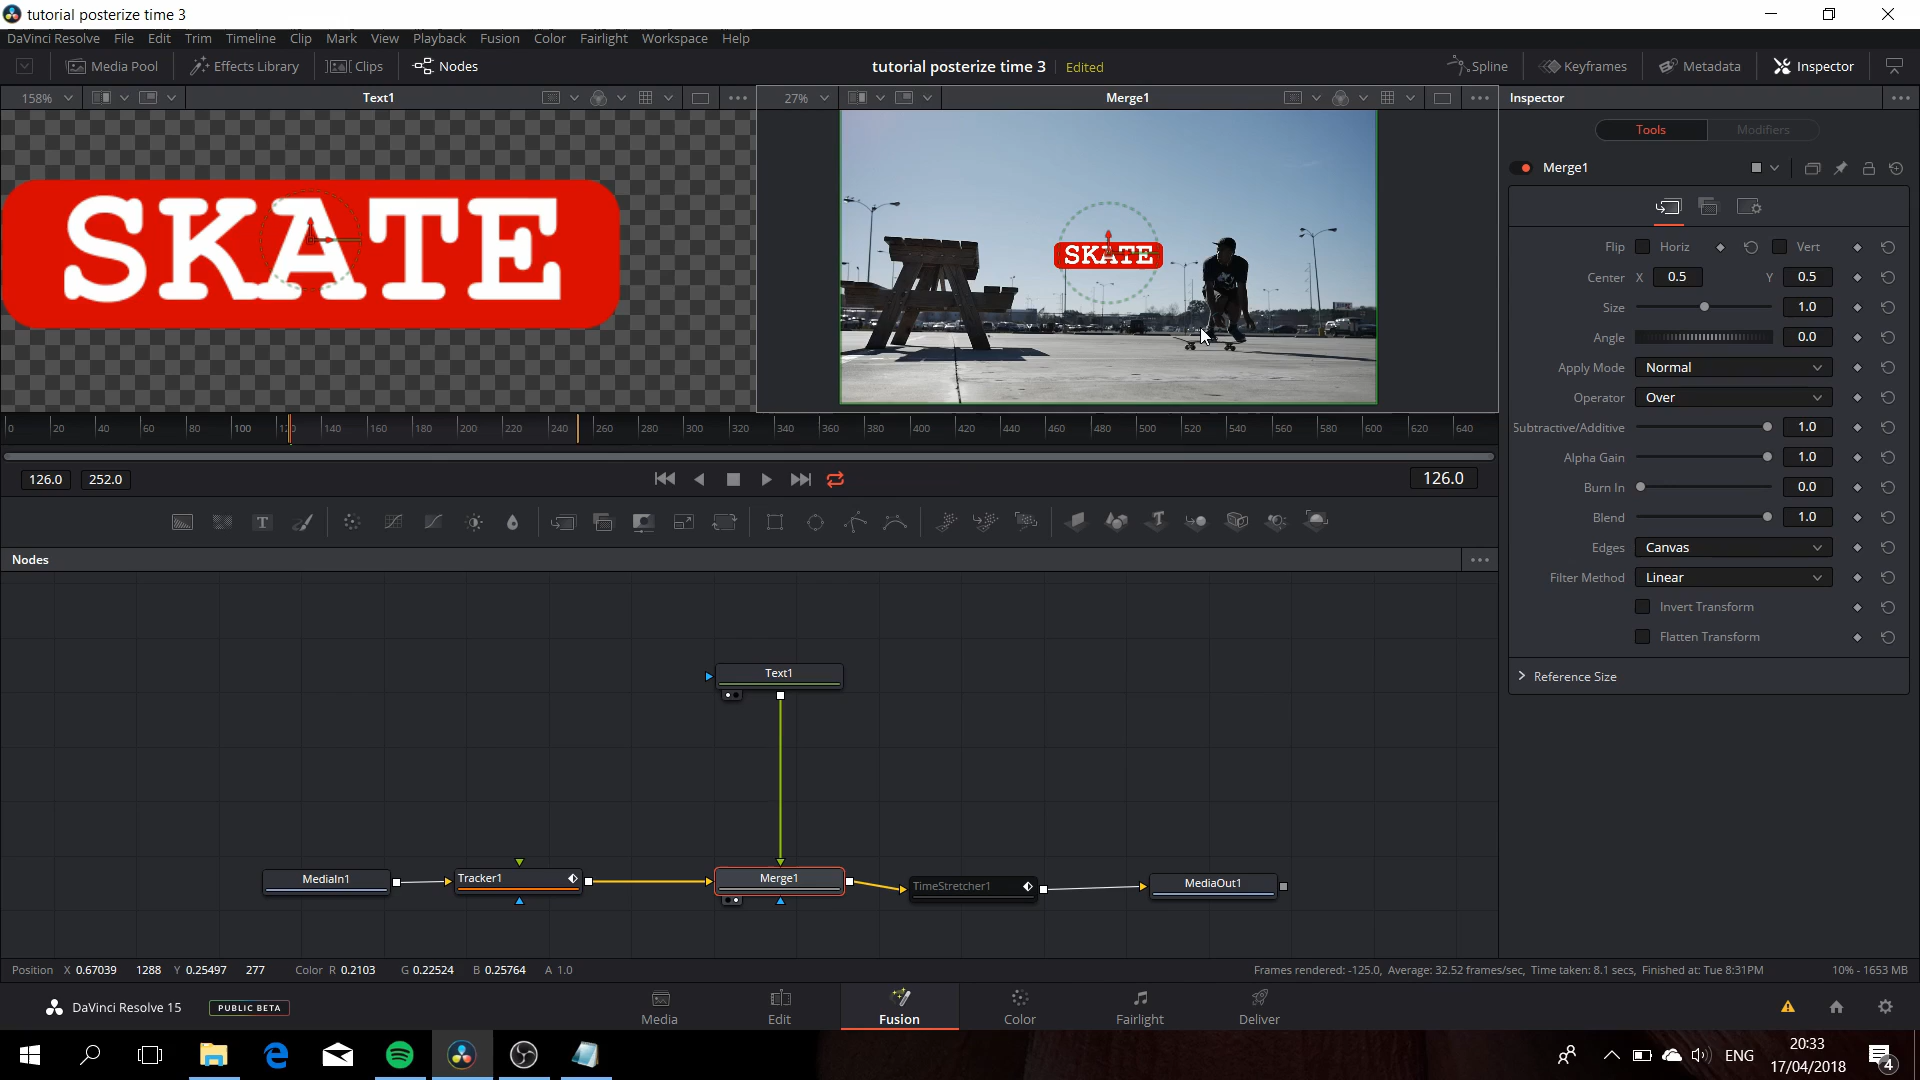 tutorial posterize time 3
DaVinci Resolve File Edit Trim Timeline Clip Mark View Playback Fusion Color Fairlight Workspace Help
Media Pool Effects Library Clips Nodes tutorial posterize time 3 Edited Spline Keyframes Metadata Inspector
158% Text1 27% Merge1 Inspector
Tools Modifiers
Merge1
SKATE
SKATE
Flip Horiz Vert
Center X 0.5 Y 0.5
Size 1.0
Angle 0.0
Apply Mode Normal
Operator Over
Subtractive/Additive 1.0
Alpha Gain 1.0
Burn In 0.0
Blend 1.0
Edges Canvas
Filter Method Linear
Invert Transform
Flatten Transform
Reference Size
0 20 40 60 80 100 120 140 160 180 200 220 240 260 280 300 320 340 360 380 400 420 440 460 480 500 520 540 560 580 600 620 640
126.0 252.0 126.0
Nodes
Text1
MediaIn1 Tracker1 Merge1 TimeStretcher1 MediaOut1
Position X 0.67039 1288 Y 0.25497 277 Color R 0.2103 G 0.22524 B 0.25764 A 1.0 Frames rendered: -125.0, Average: 32.52 frames/sec, Time taken: 8.1 secs, Finished at: Tue 8:31PM 10% - 1653 MB
DaVinci Resolve 15 PUBLIC BETA Media Edit Fusion Color Fairlight Deliver
ENG 20:33
17/04/2018 4